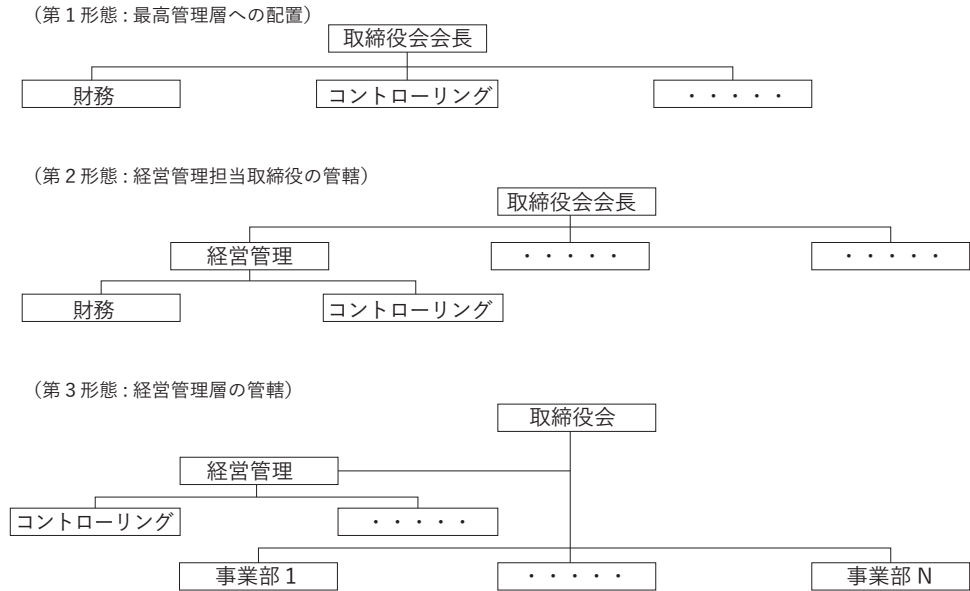 （第1形態 : 最高管理層への配置）
取締役会会長
財務
コントローリング
・・・・・
（第2形態 : 経営管理担当取締役の管轄）
取締役会会長
経営管理
・・・・・
・・・・・
財務
コントローリング
（第3形態 : 経営管理層の管轄）
取締役会
経営管理
コントローリング
・・・・・
事業部 1
・・・・・
事業部 N